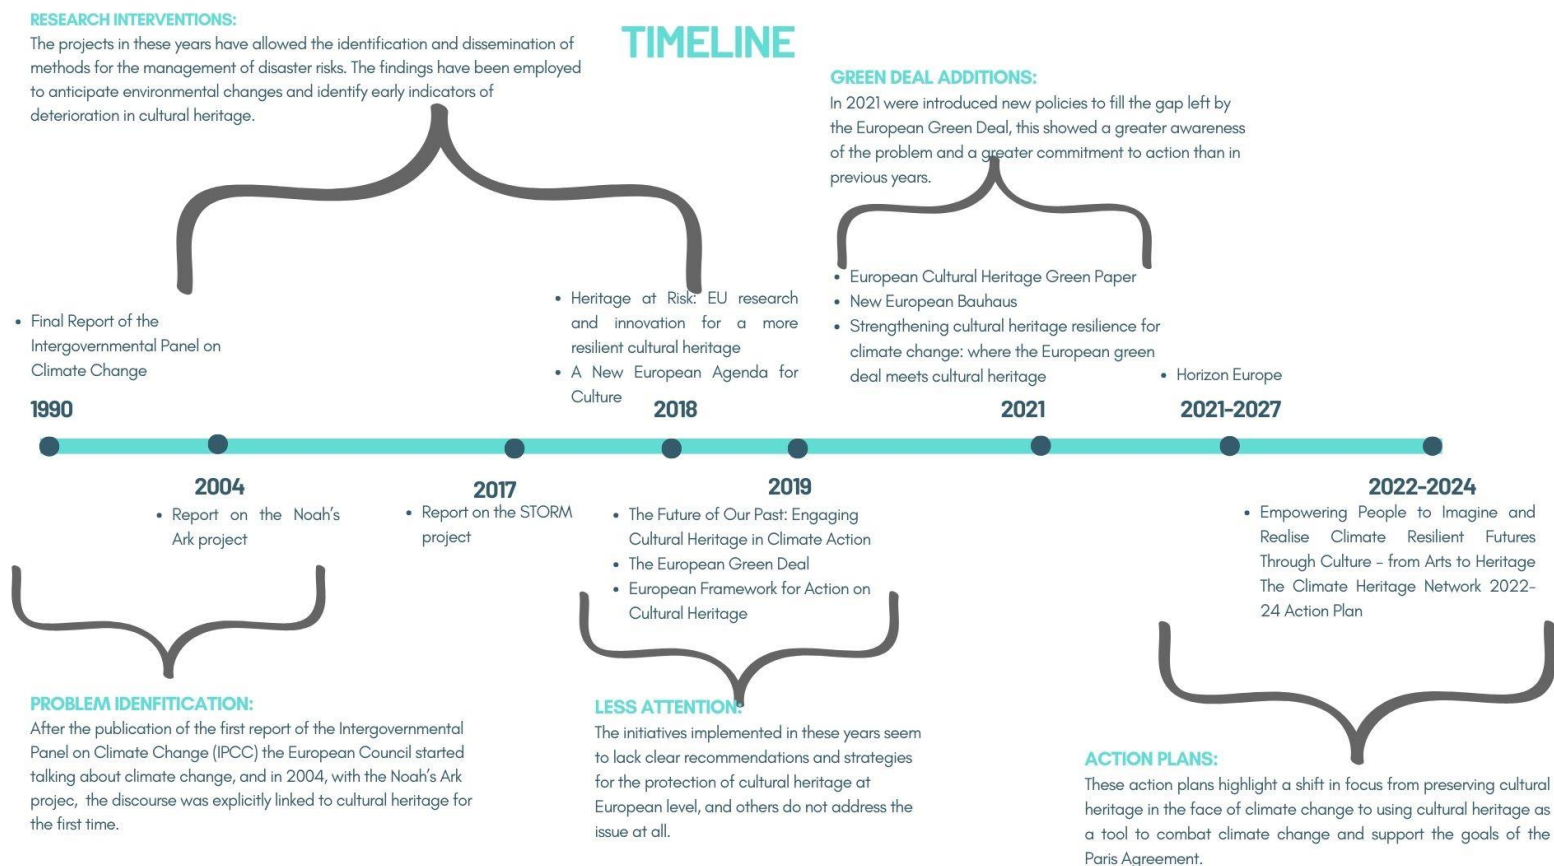 RESEARCH INTERVENTIONS:
The projects in these years have allowed the identification and dissemination of
methods for the management of disaster risks. The findings have been employed
to anticipate environmental changes and identify early indicators of
deterioration in cultural heritage.
TIMELINE
GREEN DEAL ADDITIONS:
In 2021 were introduced new policies to fill the gap left by
the European Green Deal, this showed a greater awareness
of the problem and a greater commitment to action than in
previous years.
• Final Report of the
Intergovernmental Panel on
Climate Change
1990
• Heritage at Risk: EU research
and innovation for a more
resilient cultural heritage
• A New European Agenda for
Culture
2018
• European Cultural Heritage Green Paper
• New European Bauhaus
• Strengthening cultural heritage resilience for
climate change: where the European green
deal meets cultural heritage
2021
• Horizon Europe
2021-2027
2004
• Report on the Noah's
Ark project
2017
• Report on the STORM
project
2019
• The Future of Our Past: Engaging
Cultural Heritage in Climate Action
• The European Green Deal
• European Framework for Action on
Cultural Heritage
2022-2024
• Empowering People to Imagine and
Realise Climate Resilient Futures
Through Culture – from Arts to Heritage
The Climate Heritage Network 2022–
24 Action Plan
PROBLEM IDENFITICATION:
After the publication of the first report of the Intergovernmental
Panel on Climate Change (IPCC) the European Council started
talking about climate change, and in 2004, with the Noah's Ark
projec, the discourse was explicitly linked to cultural heritage for
the first time.
LESS ATTENTION:
The initiatives implemented in these years seem
to lack clear recommendations and strategies
for the protection of cultural heritage at
European level, and others do not address the
issue at all.
ACTION PLANS:
These action plans highlight a shift in focus from preserving cultural
heritage in the face of climate change to using cultural heritage as
a tool to combat climate change and support the goals of the
Paris Agreement.